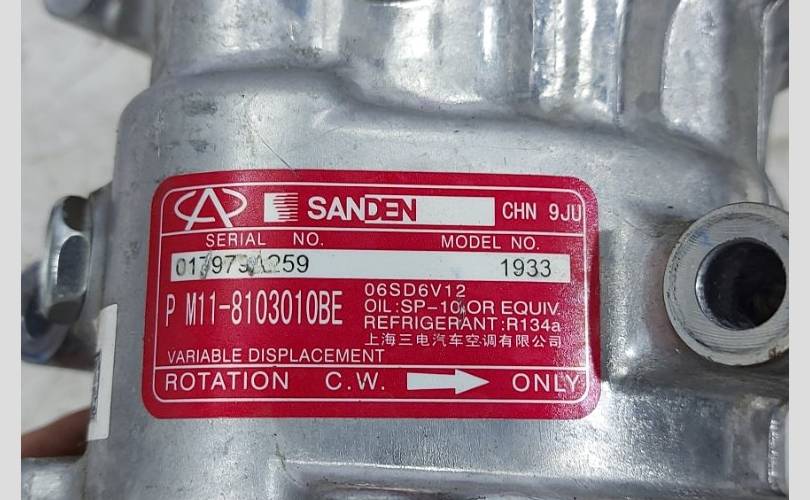 SANDEN CHN 9JU
SERIAL NO. MODEL NO.
017979A259 1933
06SD6V12
P M11-8103010BE
OIL:SP-10,OR EQUIV.
REFRIGERANT:R134a
上海三电汽车空调有限公司
VARIABLE DISPLACEMENT
ROTATION C.W. ONLY